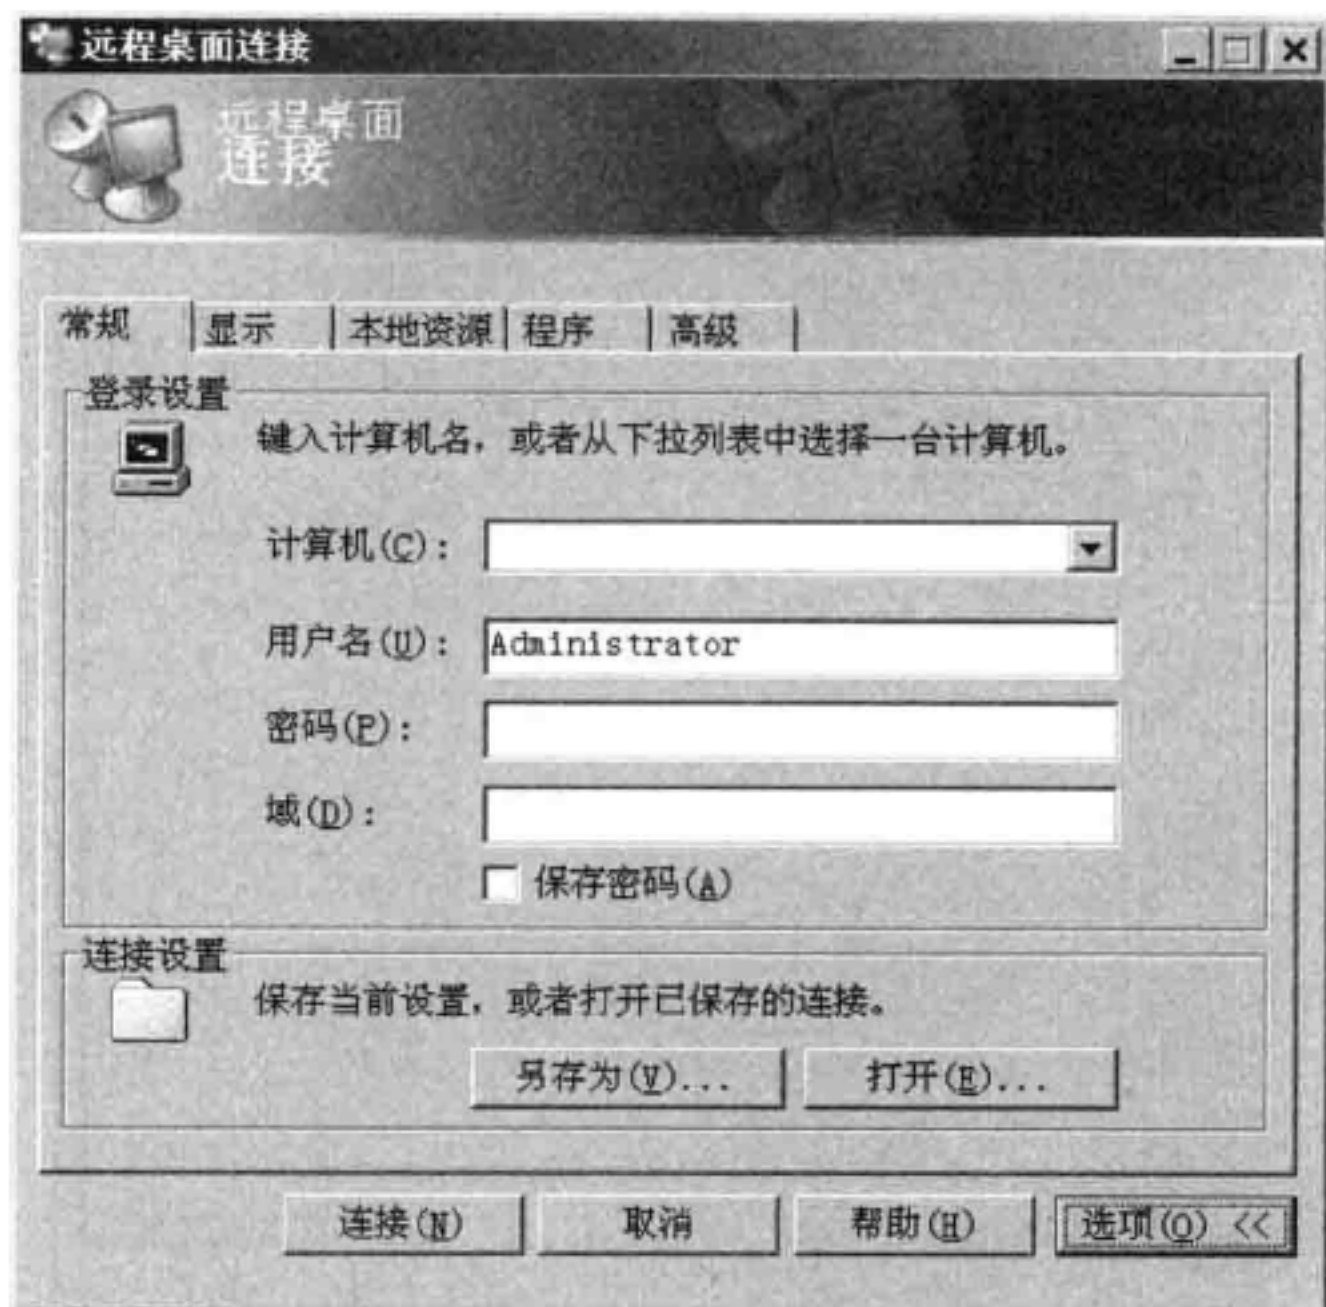 远程桌面连接
远程桌面
连接
常规 显示 本地资源 程序 高级
登录设置
键入计算机名，或者从下拉列表中选择一台计算机。
计算机(C):
用户名(U): Administrator
密码(P):
域(D):
保存密码(A)
连接设置
保存当前设置，或者打开已保存的连接。
另存为(V)... 打开(E)...
连接(N) 取消 帮助(H) 选项(O) <<